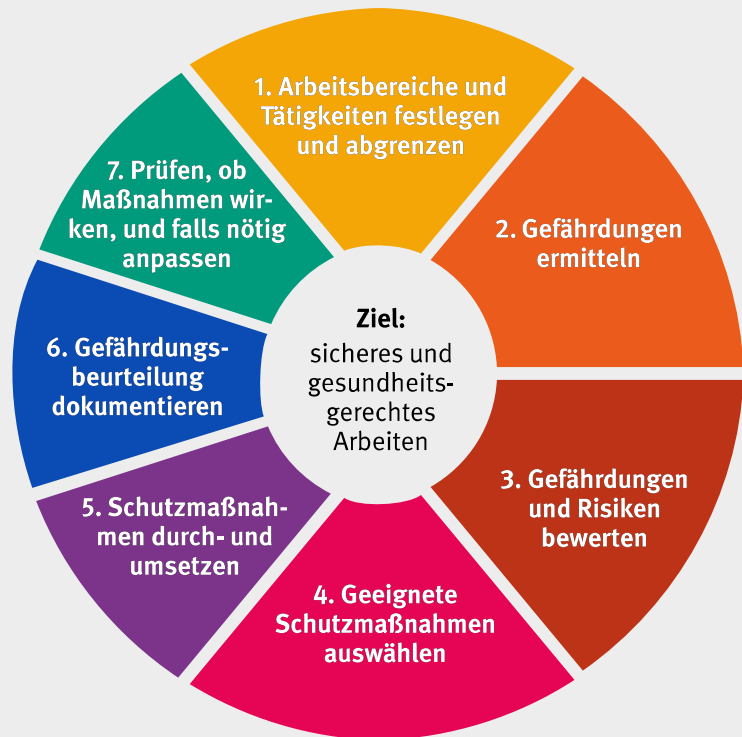 1. Arbeitsbereiche und
Tätigkeiten festlegen
und abgrenzen
2. Gefährdungen
ermitteln
3. Gefährdungen
und Risiken
bewerten
4. Geeignete
Schutzmaßnahmen
auswählen
5. Schutzmaßnah-
men durch- und
umsetzen
6. Gefährdungs-
beurteilung
dokumentieren
7. Prüfen, ob
Maßnahmen wir-
ken, und falls nötig
anpassen
Ziel:
sicheres und
gesundheits-
gerechtes
Arbeiten